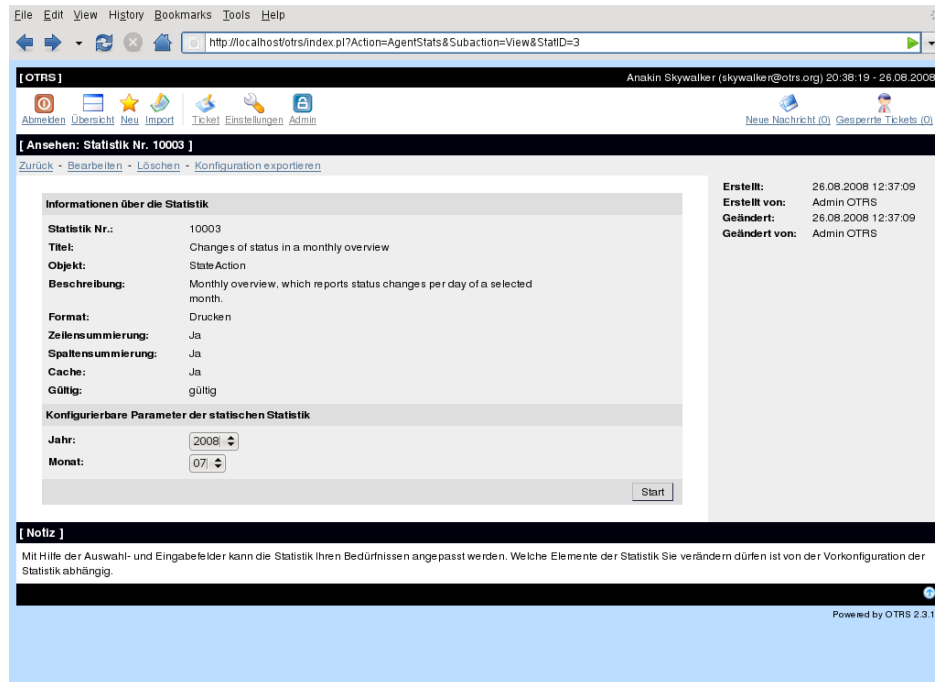 File Edit View History Bookmarks Tools Help
http://localhost/otrs/index.pl?Action=AgentStats&Subaction=View&StatID=3
[ OTRS ] Anakin Skywalker (skywalker@otrs.org) 20:38:19 - 26.08.2008
Abmelden Übersicht Neu Import Ticket Einstellungen Admin Neue Nachricht (0) Gesperrte Tickets (0)
[ Ansehen: Statistik Nr. 10003 ]
Zurück - Bearbeiten - Löschen - Konfiguration exportieren
Informationen über die Statistik
Statistik Nr.: 10003
Titel: Changes of status in a monthly overview
Objekt: StateAction
Beschreibung: Monthly overview, which reports status changes per day of a selected
month.
Format: Drucken
Zeilensummierung: Ja
Spaltensummierung: Ja
Cache: Ja
Gültig: gültig
Konfigurierbare Parameter der statischen Statistik
Jahr: 2008
Monat: 07
Start
Erstellt: 26.08.2008 12:37:09
Erstellt von: Admin OTRS
Geändert: 26.08.2008 12:37:09
Geändert von: Admin OTRS
[ Notiz ]
Mit Hilfe der Auswahl- und Eingabefelder kann die Statistik Ihren Bedürfnissen angepasst werden. Welche Elemente der Statistik Sie verändern dürfen ist von der Vorkonfiguration der
Statistik abhängig.
Powered by OTRS 2.3.1